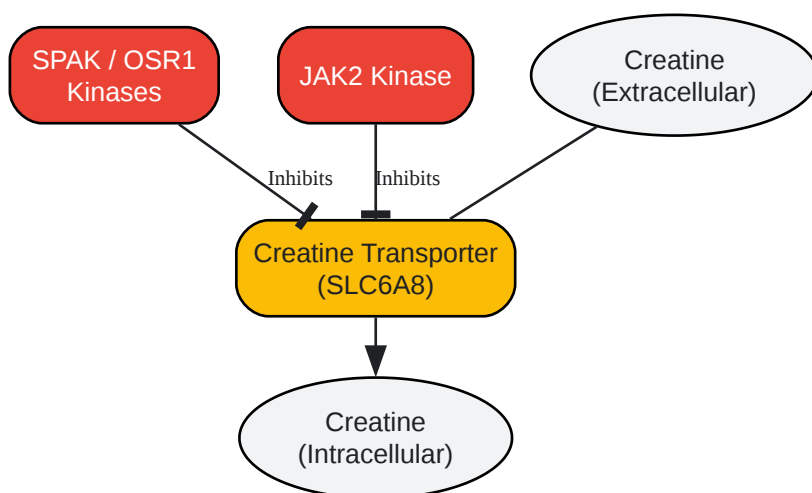 SPAK / OSR1
Kinases
JAK2 Kinase
Creatine
(Extracellular)
Inhibits
Inhibits
Creatine Transporter
(SLC6A8)
Creatine
(Intracellular)